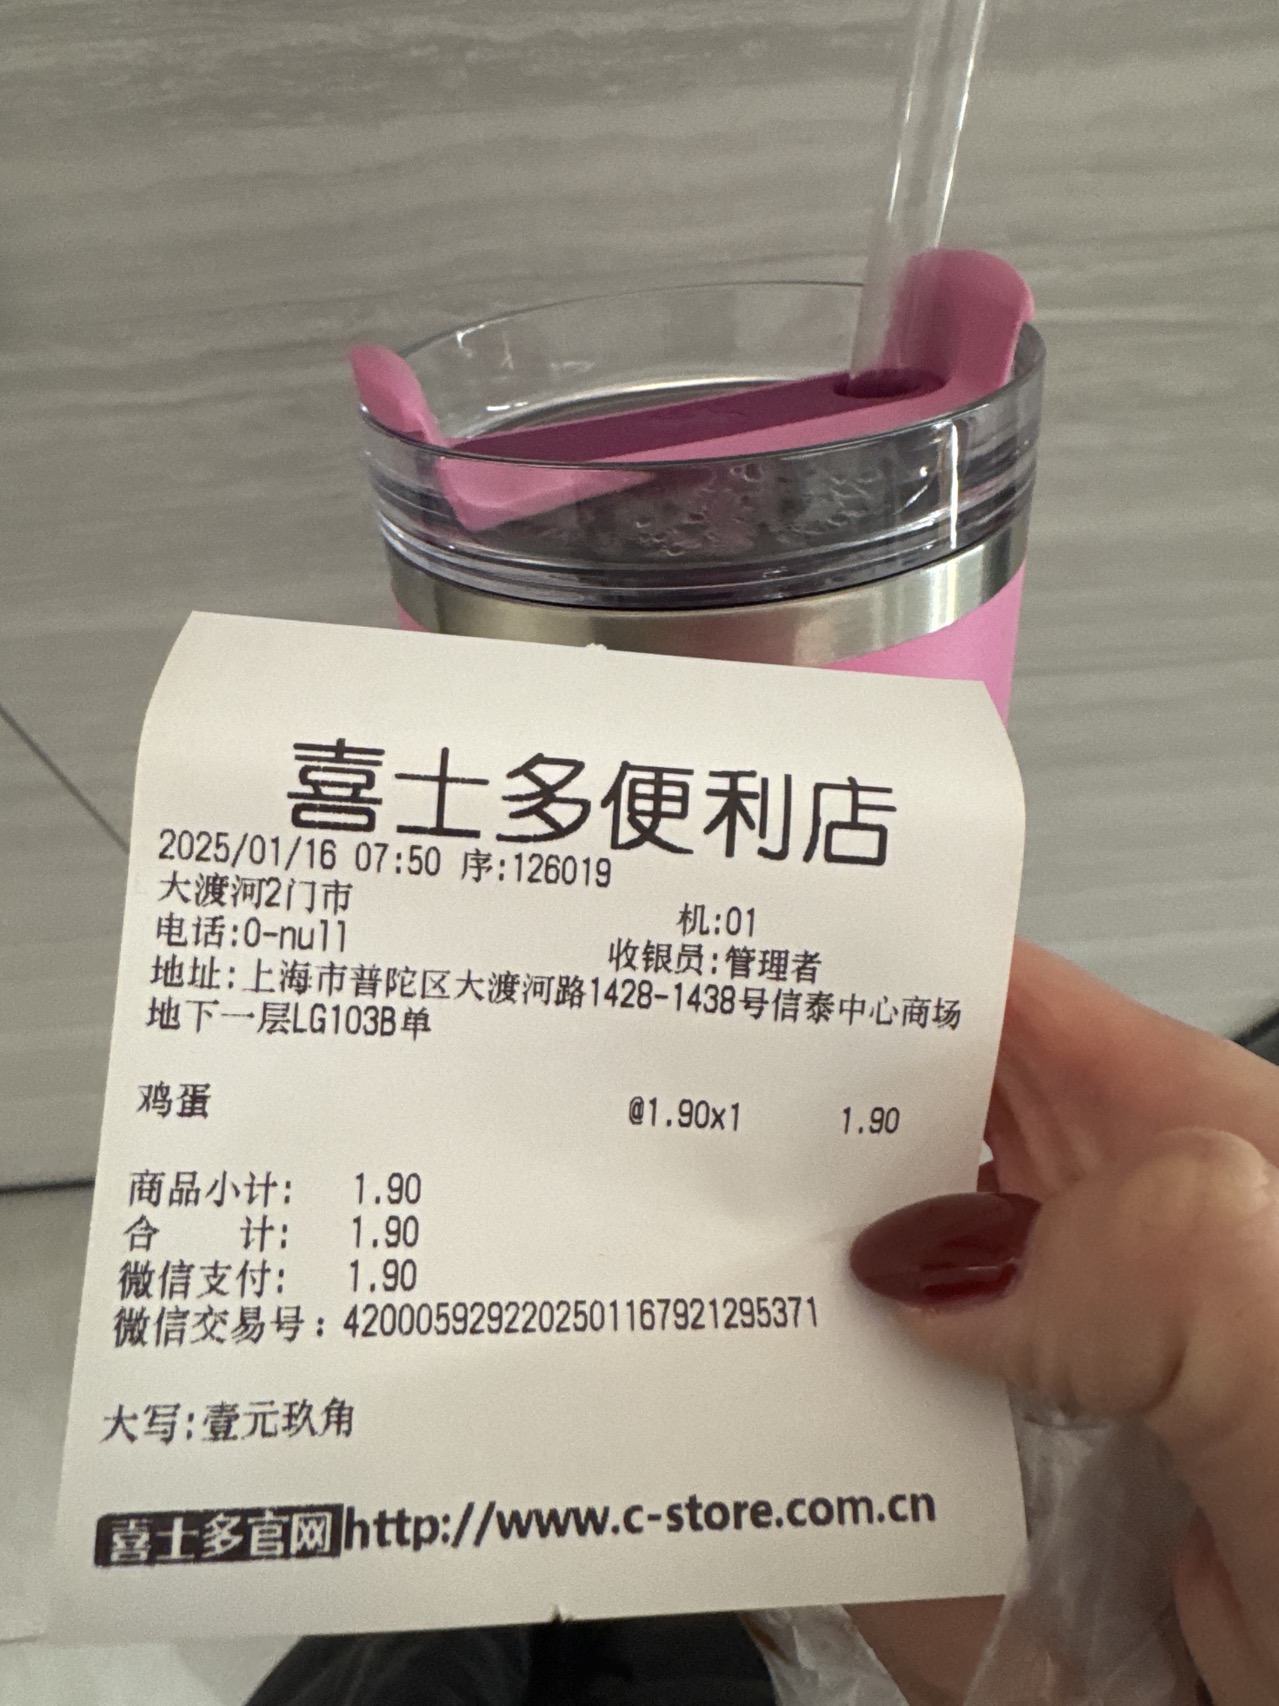 喜士多便利店
2025/01/16 07:50 序:126019
大渡河2门市 机:01
电话:0-null 收银员:管理者
地址:上海市普陀区大渡河路1428-1438号信泰中心商场
地下一层LG103B单
鸡蛋 @1.90x1 1.90
商品小计: 1.90
合 计: 1.90
微信支付: 1.90
微信交易号: 4200059292202501167921295371
大写:壹元玖角
喜士多官网http://www.c-store.com.cn